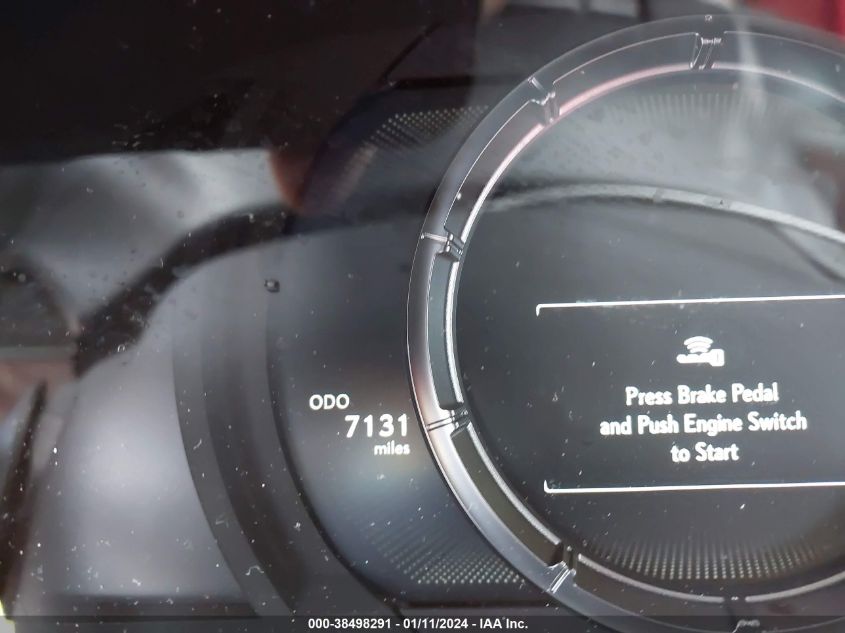 ODO
7131
miles
Press Brake Pedal
and Push Engine Switch
to Start
000-38498291 - 01/11/2024 - IAA Inc.